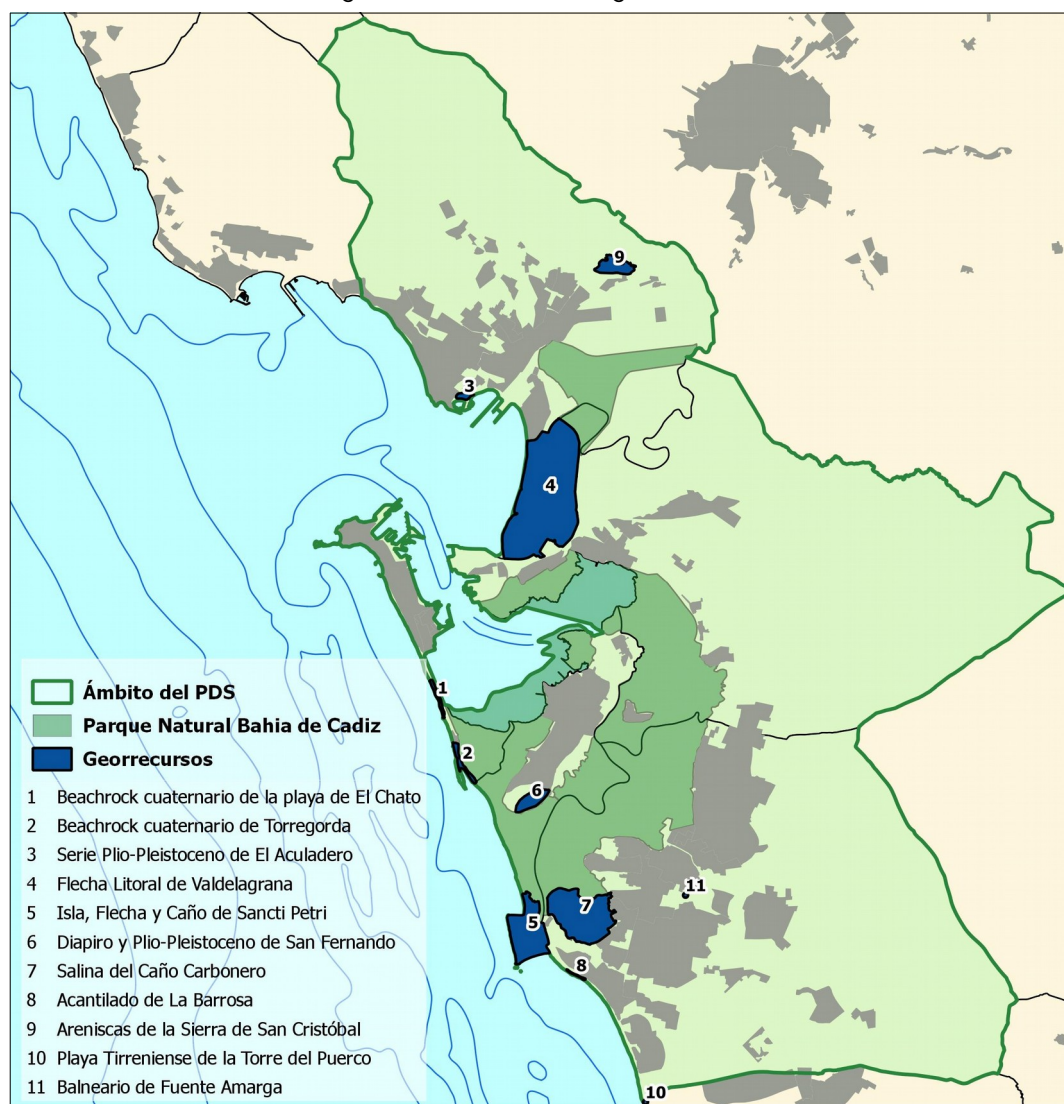 9
3
4
1
2
6
11
7
5
8
10
Ámbito del PDS
Parque Natural Bahia de Cadiz
Georrecursos
1 Beachrock cuaternario de la playa de El Chato
2 Beachrock cuaternario de Torregorda
3 Serie Plio-Pleistoceno de El Aculadero
4 Flecha Litoral de Valdelagrana
5 Isla, Flecha y Caño de Sancti Petri
6 Diapiro y Plio-Pleistoceno de San Fernando
7 Salina del Caño Carbonero
8 Acantilado de La Barrosa
9 Areniscas de la Sierra de San Cristóbal
10 Playa Tirreniense de la Torre del Puerco
11 Balneario de Fuente Amarga